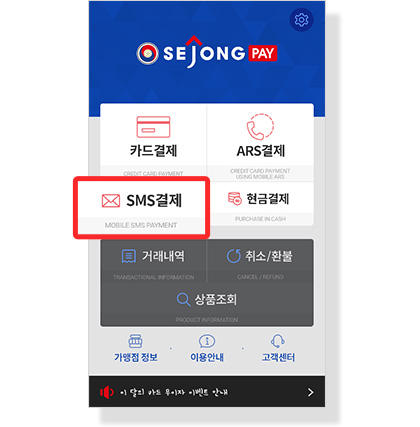 SEJONG PAY
카드결제
CREDIT CARD PAYMENT
ARS결제
CREDIT CARD PAYMENT
USING MOBILE ARS
SMS결제
MOBILE SMS PAYMENT
현금결제
PURCHASE IN CASH
거래내역
TRANSACTIONAL INFORMATION
취소/환불
CANCEL / REFUND
상품조회
PRODUCT INFORMATION
가맹점 정보
이용안내
고객센터
이 달의 카드 무이자 이벤트 안내